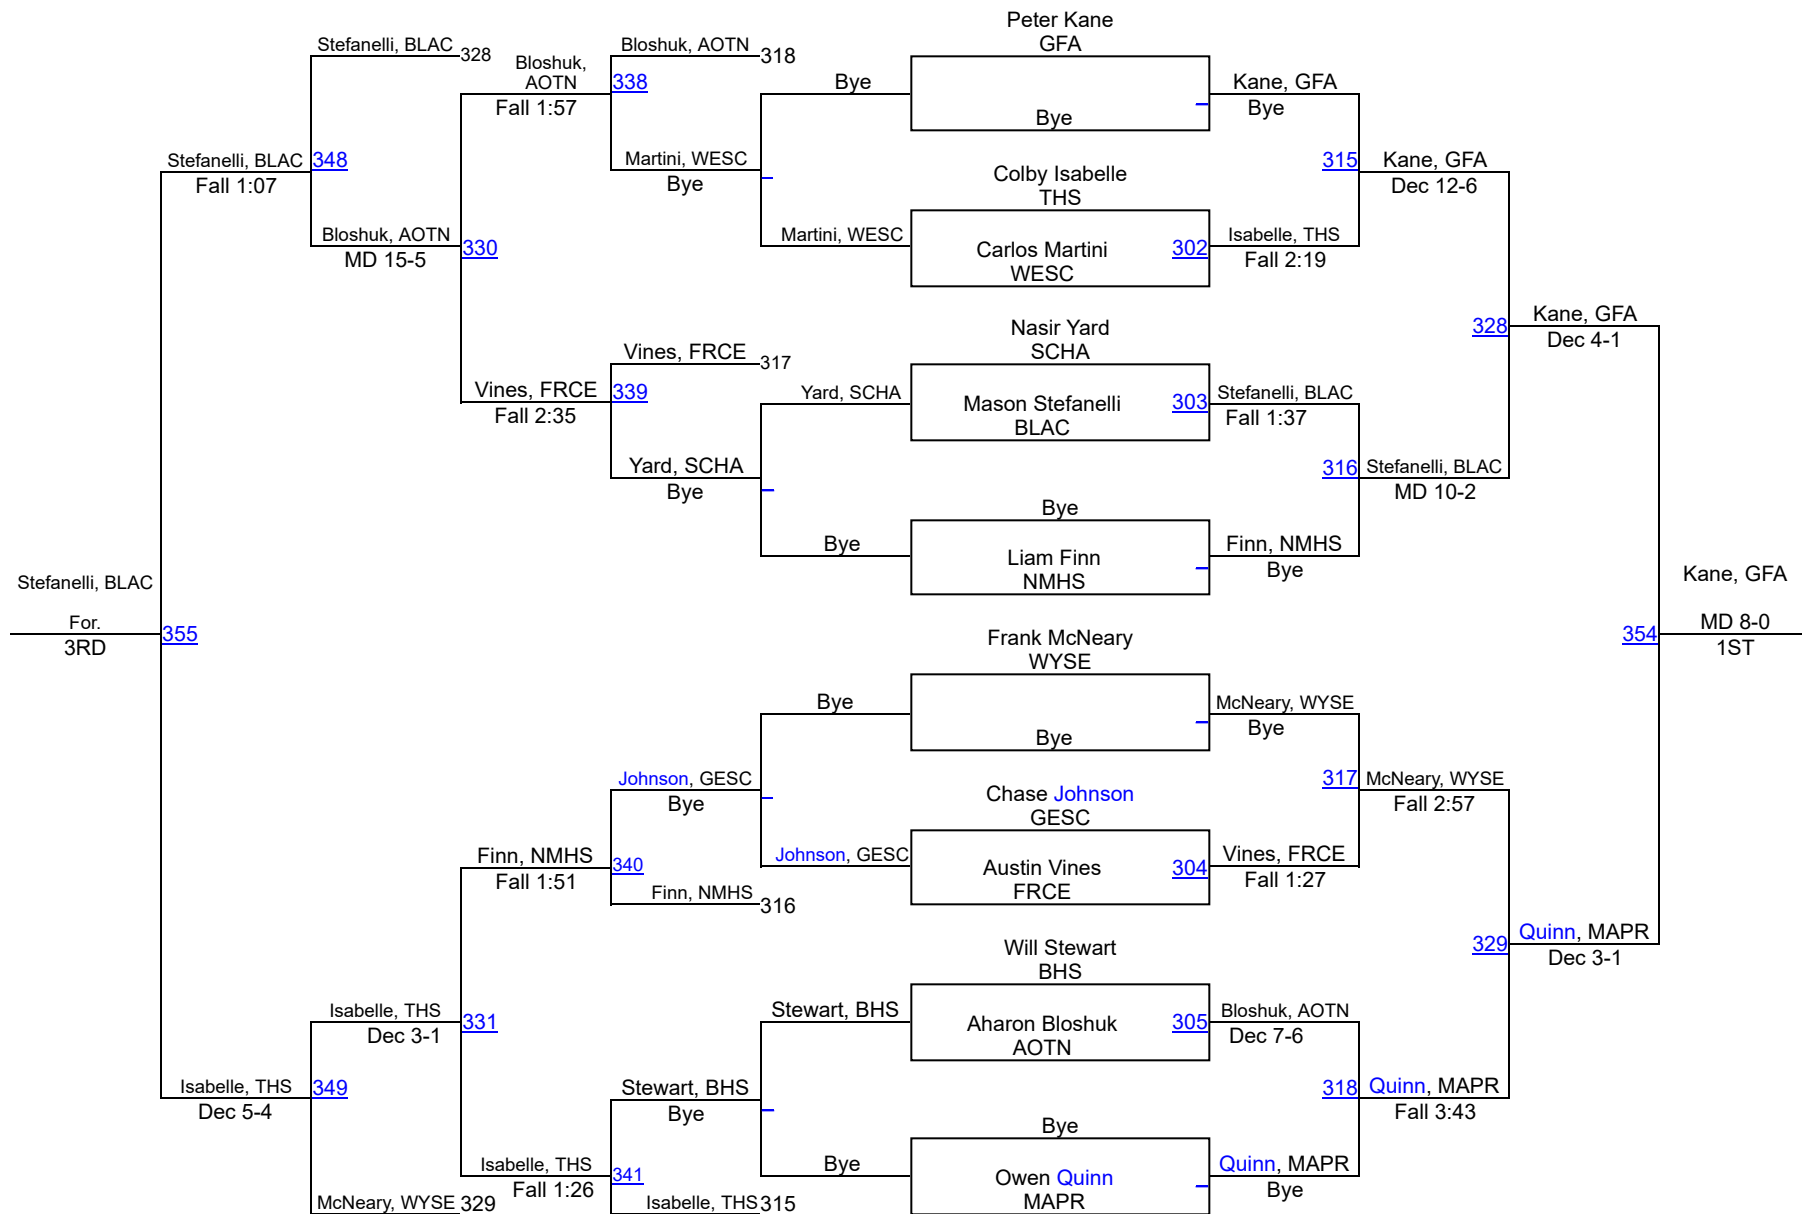 Peter Kane
GFA
Stefanelli, BLAC
328
Bloshuk,
AOTN
Fall 1:57
Bloshuk, AOTN
318
338
Bye
Bye
Kane, GFA
Bye
Stefanelli, BLAC
Fall 1:07
348
Martini, WESC
Bye
Colby Isabelle
THS
315
Kane, GFA
Dec 12-6
Bloshuk, AOTN
MD 15-5
330
Martini, WESC
Carlos Martini
WESC
302
Isabelle, THS
Fall 2:19
Nasir Yard
SCHA
328
Kane, GFA
Dec 4-1
Vines, FRCE
317
Vines, FRCE
Fall 2:35
339
Yard, SCHA
Mason Stefanelli
BLAC
303
Stefanelli, BLAC
Fall 1:37
Yard, SCHA
Bye
316
Stefanelli, BLAC
MD 10-2
Bye
Bye
Liam Finn
NMHS
Finn, NMHS
Bye
Stefanelli, BLAC
For.
3RD
355
Kane, GFA
MD 8-0
1ST
354
Frank McNeary
WYSE
Bye
Bye
McNeary, WYSE
Bye
Johnson, GESC
Bye
Chase Johnson
GESC
317
McNeary, WYSE
Fall 2:57
Finn, NMHS
Fall 1:51
340
Johnson, GESC
Austin Vines
FRCE
304
Vines, FRCE
Fall 1:27
Finn, NMHS
316
Will Stewart
BHS
329
Quinn, MAPR
Dec 3-1
Isabelle, THS
Dec 3-1
331
Stewart, BHS
Aharon Bloshuk
AOTN
305
Bloshuk, AOTN
Dec 7-6
Isabelle, THS
Dec 5-4
349
Stewart, BHS
Bye
318
Quinn, MAPR
Fall 3:43
Bye
Isabelle, THS
Fall 1:26
341
Bye
Owen Quinn
MAPR
Quinn, MAPR
Bye
McNeary, WYSE
329
Isabelle, THS
315